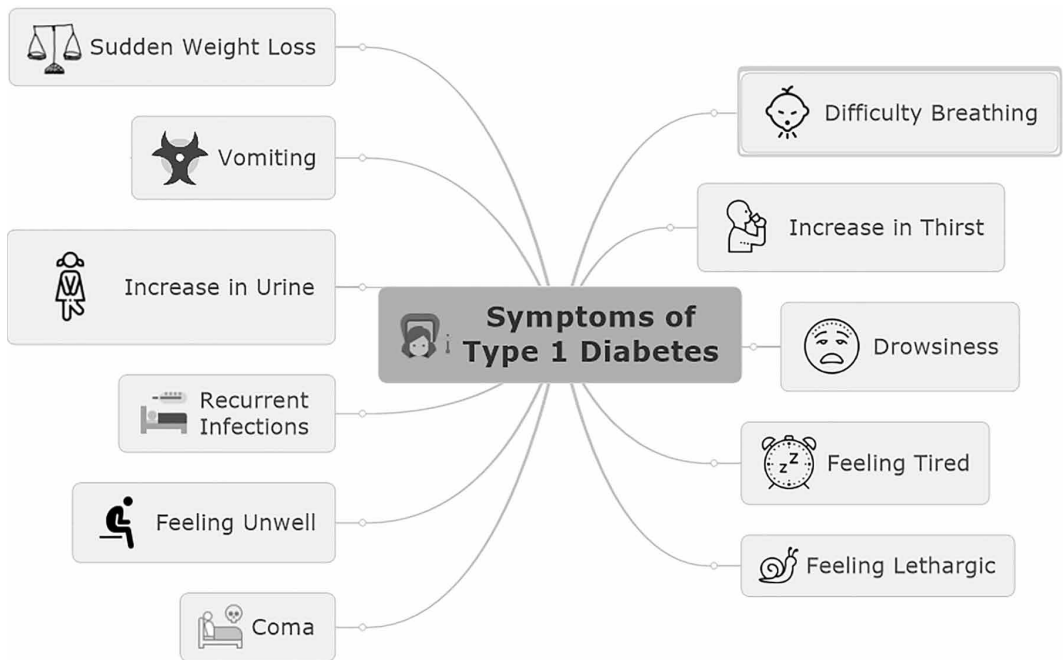 Symptoms of
Type 1 Diabetes
Sudden Weight Loss
Vomiting
Increase in Urine
Recurrent
Infections
Feeling Unwell
Coma
Difficulty Breathing
Increase in Thirst
Drowsiness
Feeling Tired
zZ
Feeling Lethargic